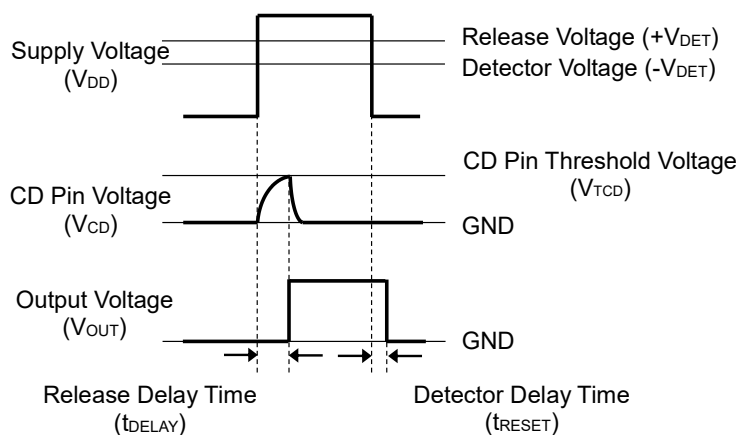 Supply Voltage
(VDD)
Release Voltage (+VDET)
Detector Voltage (-VDET)
CD Pin Voltage
(VCD)
CD Pin Threshold Voltage
(VTCD)
GND
Output Voltage
(VOUT)
GND
Release Delay Time
(tDELAY)
Detector Delay Time
(tRESET)